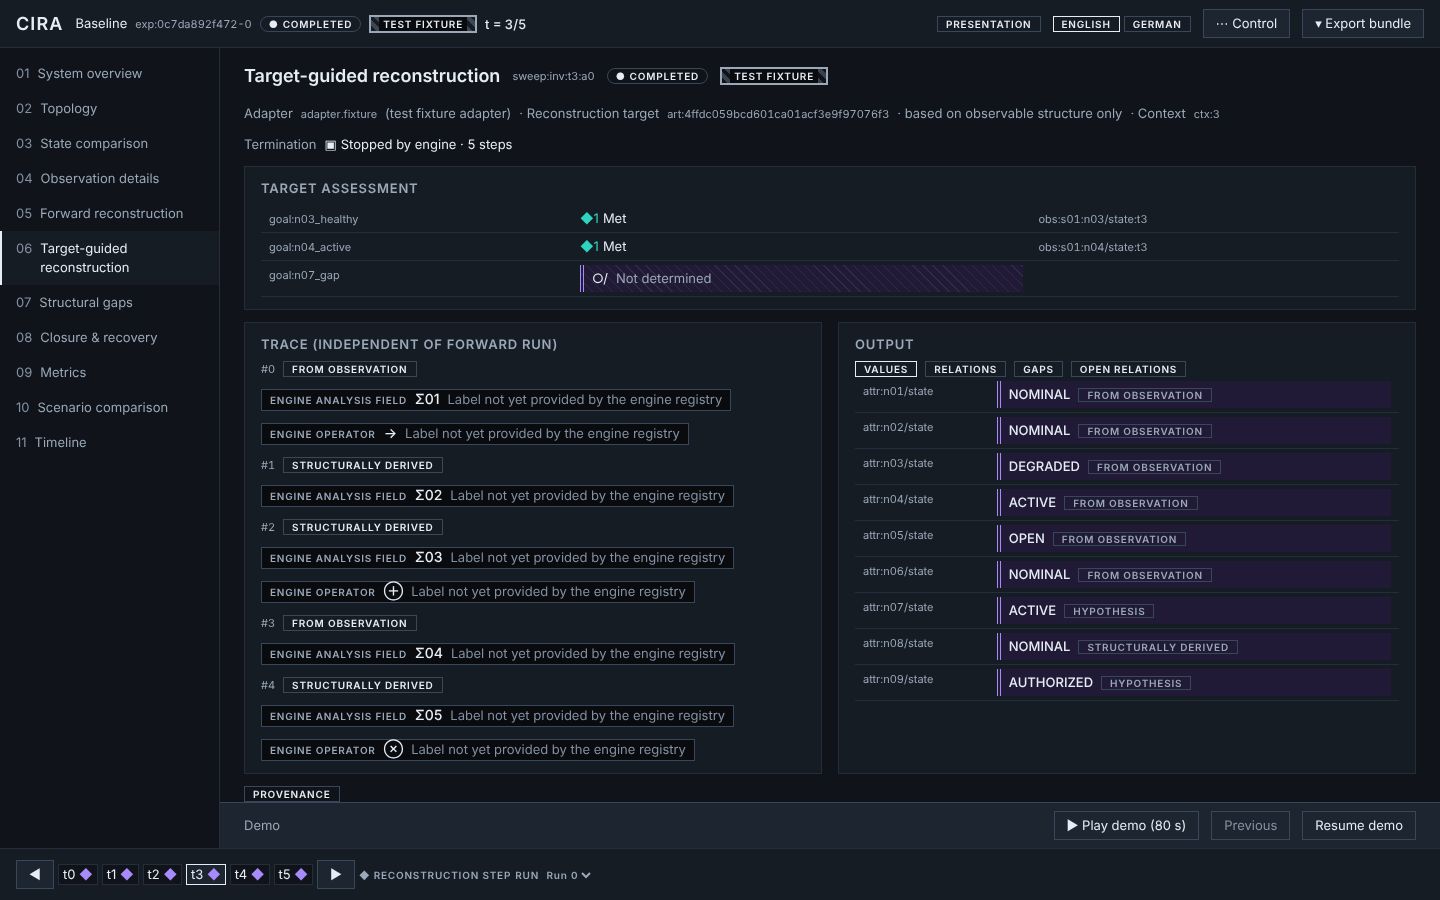 CIRA Baseline exp:0c7da892f472-0 ● COMPLETED TEST FIXTURE t = 3/5 PRESENTATION ENGLISH GERMAN ··· Control ▾ Export bundle
01 System overview
02 Topology
03 State comparison
04 Observation details
05 Forward reconstruction
06 Target-guided
reconstruction
07 Structural gaps
08 Closure & recovery
09 Metrics
10 Scenario comparison
11 Timeline
Target-guided reconstruction sweep:inv:t3:a0 ● COMPLETED TEST FIXTURE
Adapter adapter.fixture (test fixture adapter) · Reconstruction target art:4ffdc059bcd601ca01acf3e9f97076f3 · based on observable structure only · Context ctx:3
Termination ▣ Stopped by engine · 5 steps
TARGET ASSESSMENT
goal:n03_healthy ◆1 Met obs:s01:n03/state:t3
goal:n04_active ◆1 Met obs:s01:n04/state:t3
goal:n07_gap O/ Not determined
TRACE (INDEPENDENT OF FORWARD RUN)
#0 FROM OBSERVATION
ENGINE ANALYSIS FIELD Σ01 Label not yet provided by the engine registry
ENGINE OPERATOR → Label not yet provided by the engine registry
#1 STRUCTURALLY DERIVED
ENGINE ANALYSIS FIELD Σ02 Label not yet provided by the engine registry
#2 STRUCTURALLY DERIVED
ENGINE ANALYSIS FIELD Σ03 Label not yet provided by the engine registry
ENGINE OPERATOR ⊕ Label not yet provided by the engine registry
#3 FROM OBSERVATION
ENGINE ANALYSIS FIELD Σ04 Label not yet provided by the engine registry
#4 STRUCTURALLY DERIVED
ENGINE ANALYSIS FIELD Σ05 Label not yet provided by the engine registry
ENGINE OPERATOR ⊗ Label not yet provided by the engine registry
OUTPUT
VALUES RELATIONS GAPS OPEN RELATIONS
attr:n01/state NOMINAL FROM OBSERVATION
attr:n02/state NOMINAL FROM OBSERVATION
attr:n03/state DEGRADED FROM OBSERVATION
attr:n04/state ACTIVE FROM OBSERVATION
attr:n05/state OPEN FROM OBSERVATION
attr:n06/state NOMINAL FROM OBSERVATION
attr:n07/state ACTIVE HYPOTHESIS
attr:n08/state NOMINAL STRUCTURALLY DERIVED
attr:n09/state AUTHORIZED HYPOTHESIS
PROVENANCE
Demo ▶ Play demo (80 s) Previous Resume demo
◀ t0 ◆ t1 ◆ t2 ◆ t3 ◆ t4 ◆ t5 ◆ ▶ ◆ RECONSTRUCTION STEP RUN Run 0